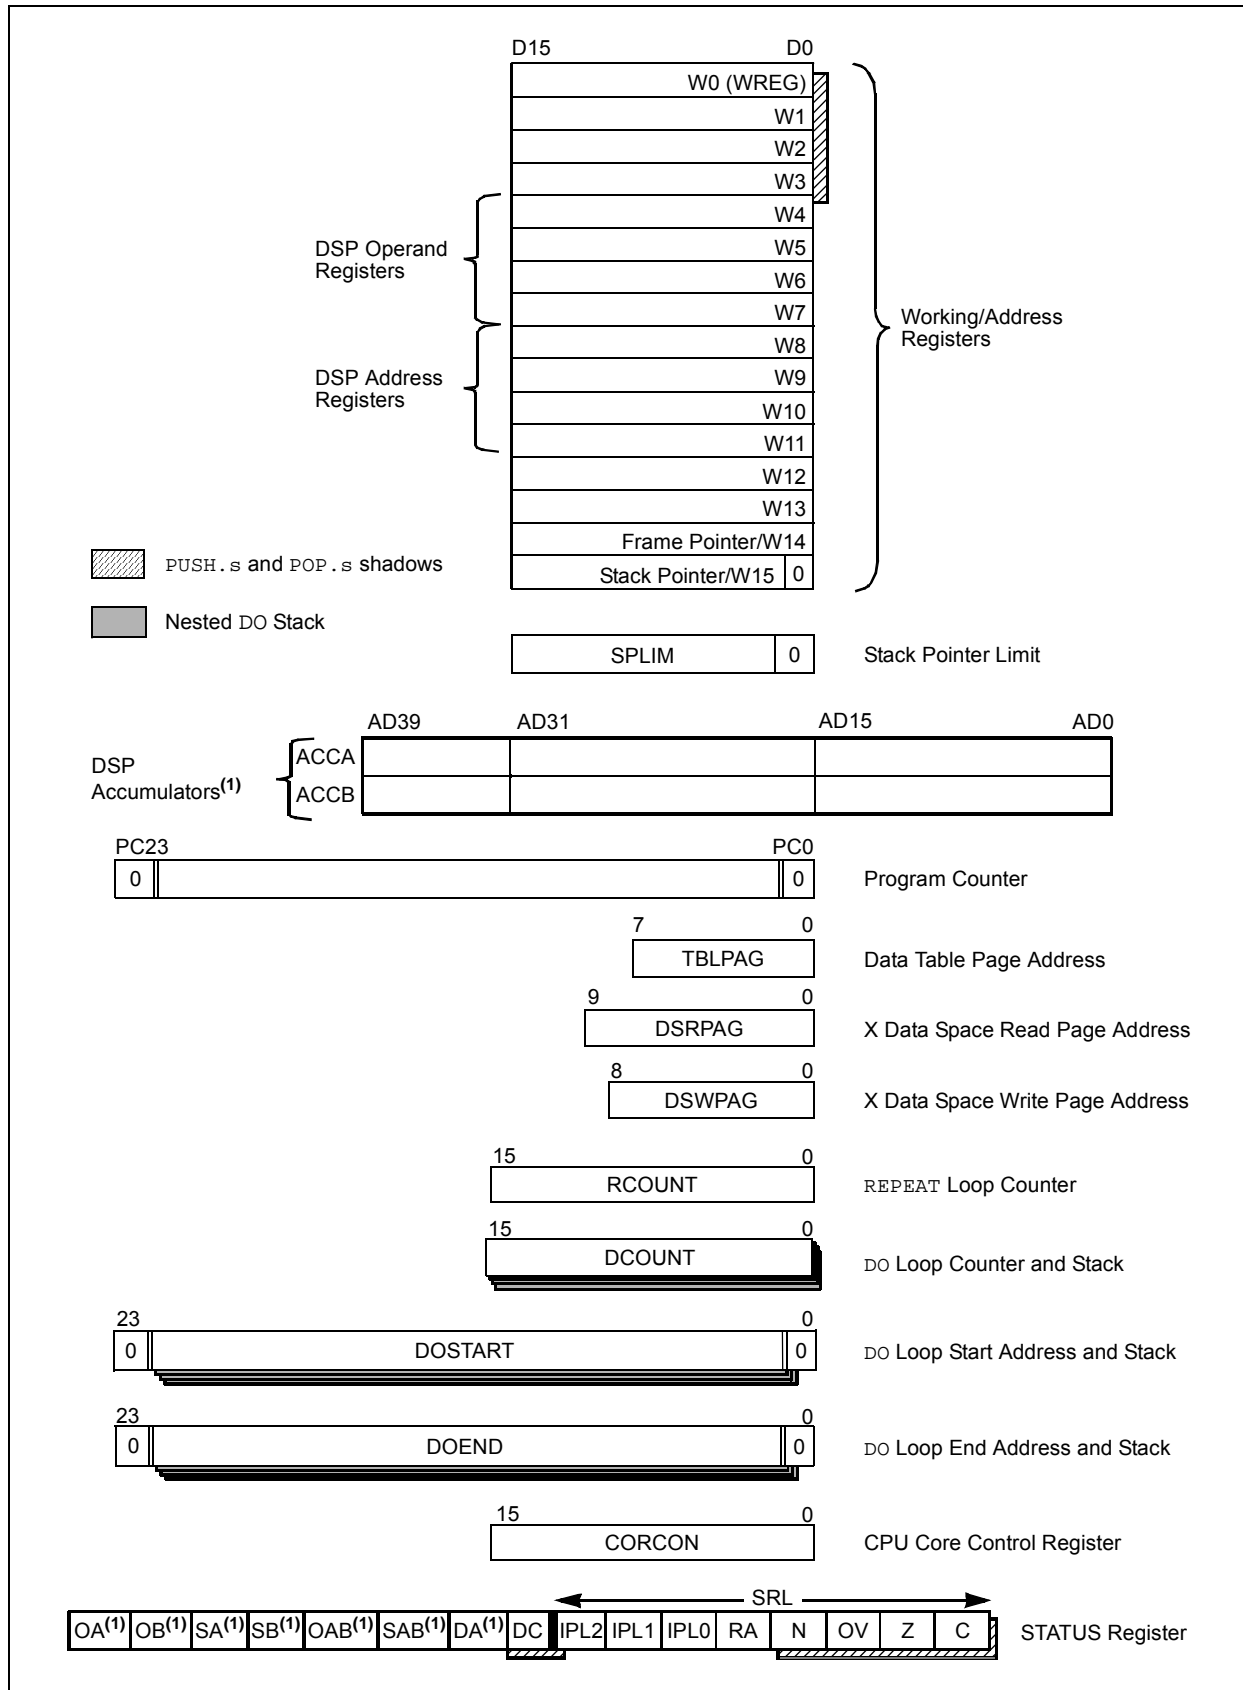 D15 D0
W0 (WREG)
W1
W2
W3
W4
DSP Operand
Registers
W5
W6
W7
Working/Address
Registers
W8
DSP Address
Registers
W9
W10
W11
W12
W13
Frame Pointer/W14
PUSH.s and POP.s shadows
Stack Pointer/W15 0
Nested DO Stack
SPLIM 0 Stack Pointer Limit
AD39 AD31 AD15 AD0
DSP
Accumulators(1)
ACCA
ACCB
PC23 PC0
0 0 Program Counter
7 0
TBLPAG Data Table Page Address
9 0
DSRPAG X Data Space Read Page Address
8 0
DSWPAG X Data Space Write Page Address
15 0
RCOUNT REPEAT Loop Counter
15 0
DCOUNT DO Loop Counter and Stack
23 0
0 DOSTART 0 DO Loop Start Address and Stack
23 0
0 DOEND 0 DO Loop End Address and Stack
15 0
CORCON CPU Core Control Register
SRL
OA(1) OB(1) SA(1) SB(1) OAB(1) SAB(1) DA(1) DC IPL2 IPL1 IPL0 RA N OV Z C STATUS Register